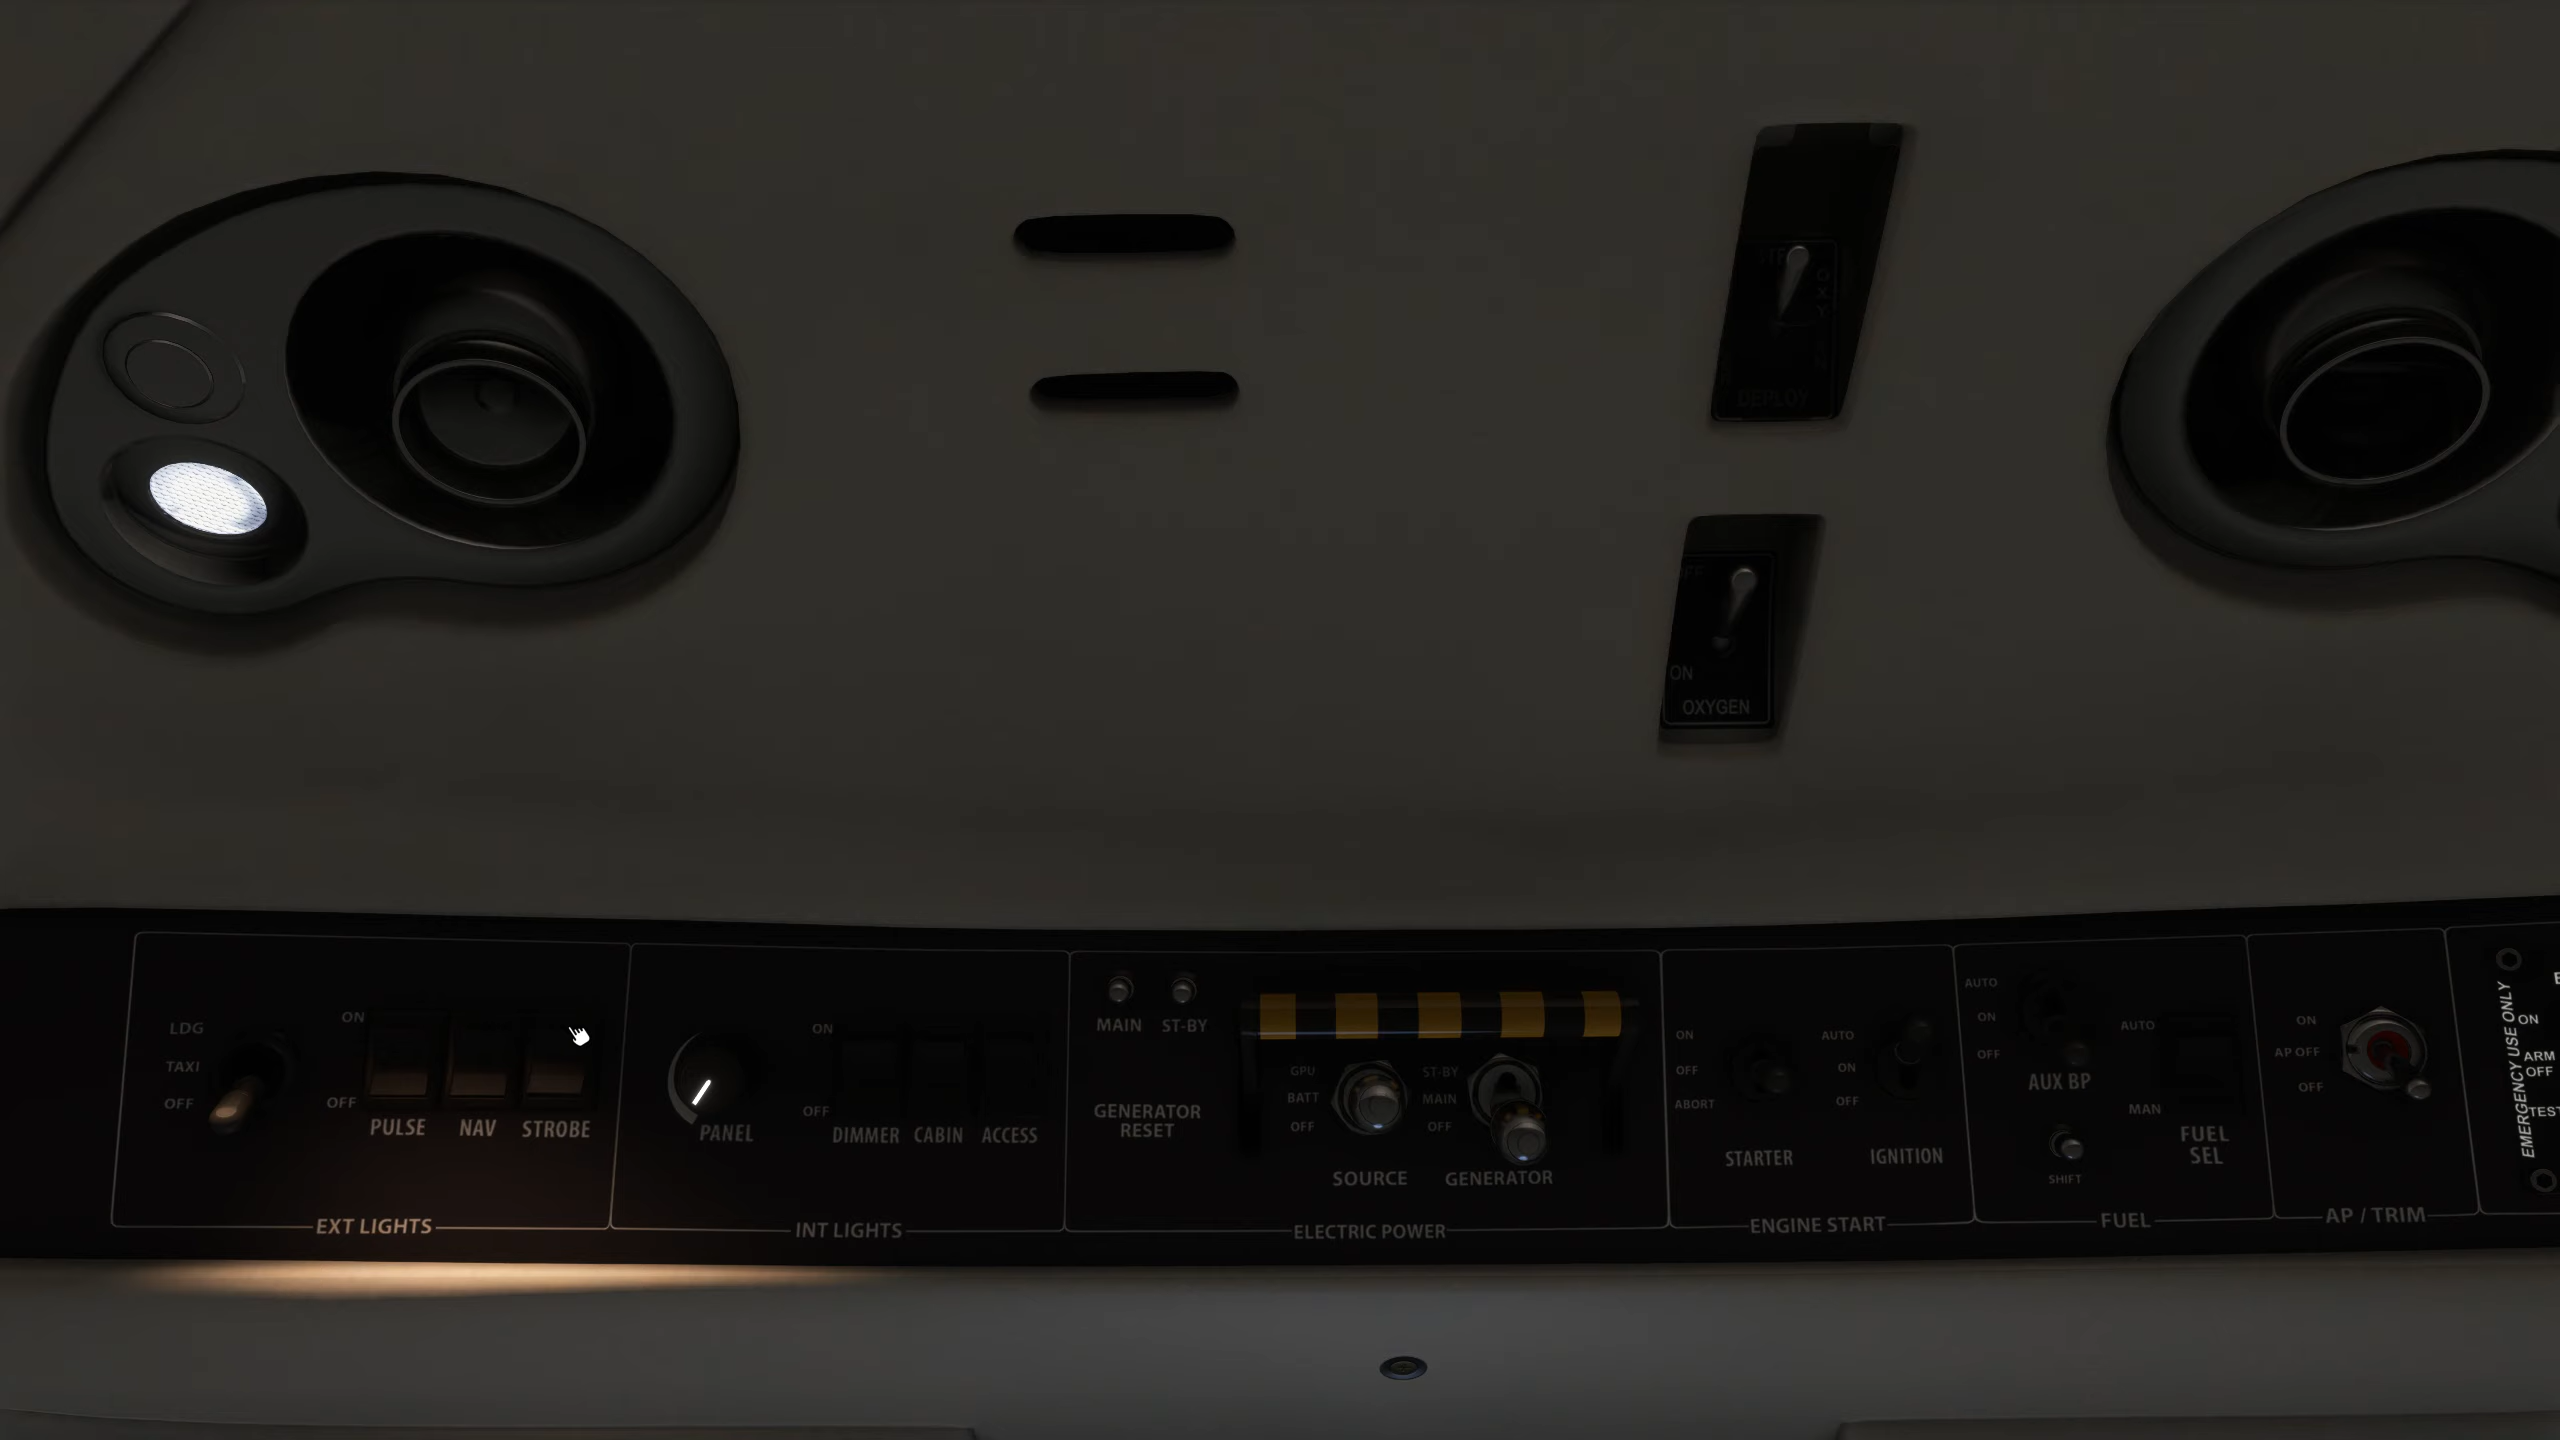 DEPLOY
ON
OXYGEN
LDG
TAXI
OFF
ON
OFF
PULSE
NAV
STROBE
EXT LIGHTS
PANEL
ON
OFF
DIMMER
CABIN
ACCESS
INT LIGHTS
MAIN
ST-BY
GENERATOR
RESET
GPU
BATT
OFF
SOURCE
ST-BY
MAIN
OFF
GENERATOR
ELECTRIC POWER
ON
OFF
ABORT
STARTER
AUTO
ON
OFF
IGNITION
ENGINE START
AUTO
ON
OFF
AUX BP
SHIFT
AUTO
MAN
FUEL
SEL
FUEL
ON
AP OFF
OFF
AP / TRIM
EMERGENCY USE ONLY
ON
ARM
OFF
TEST